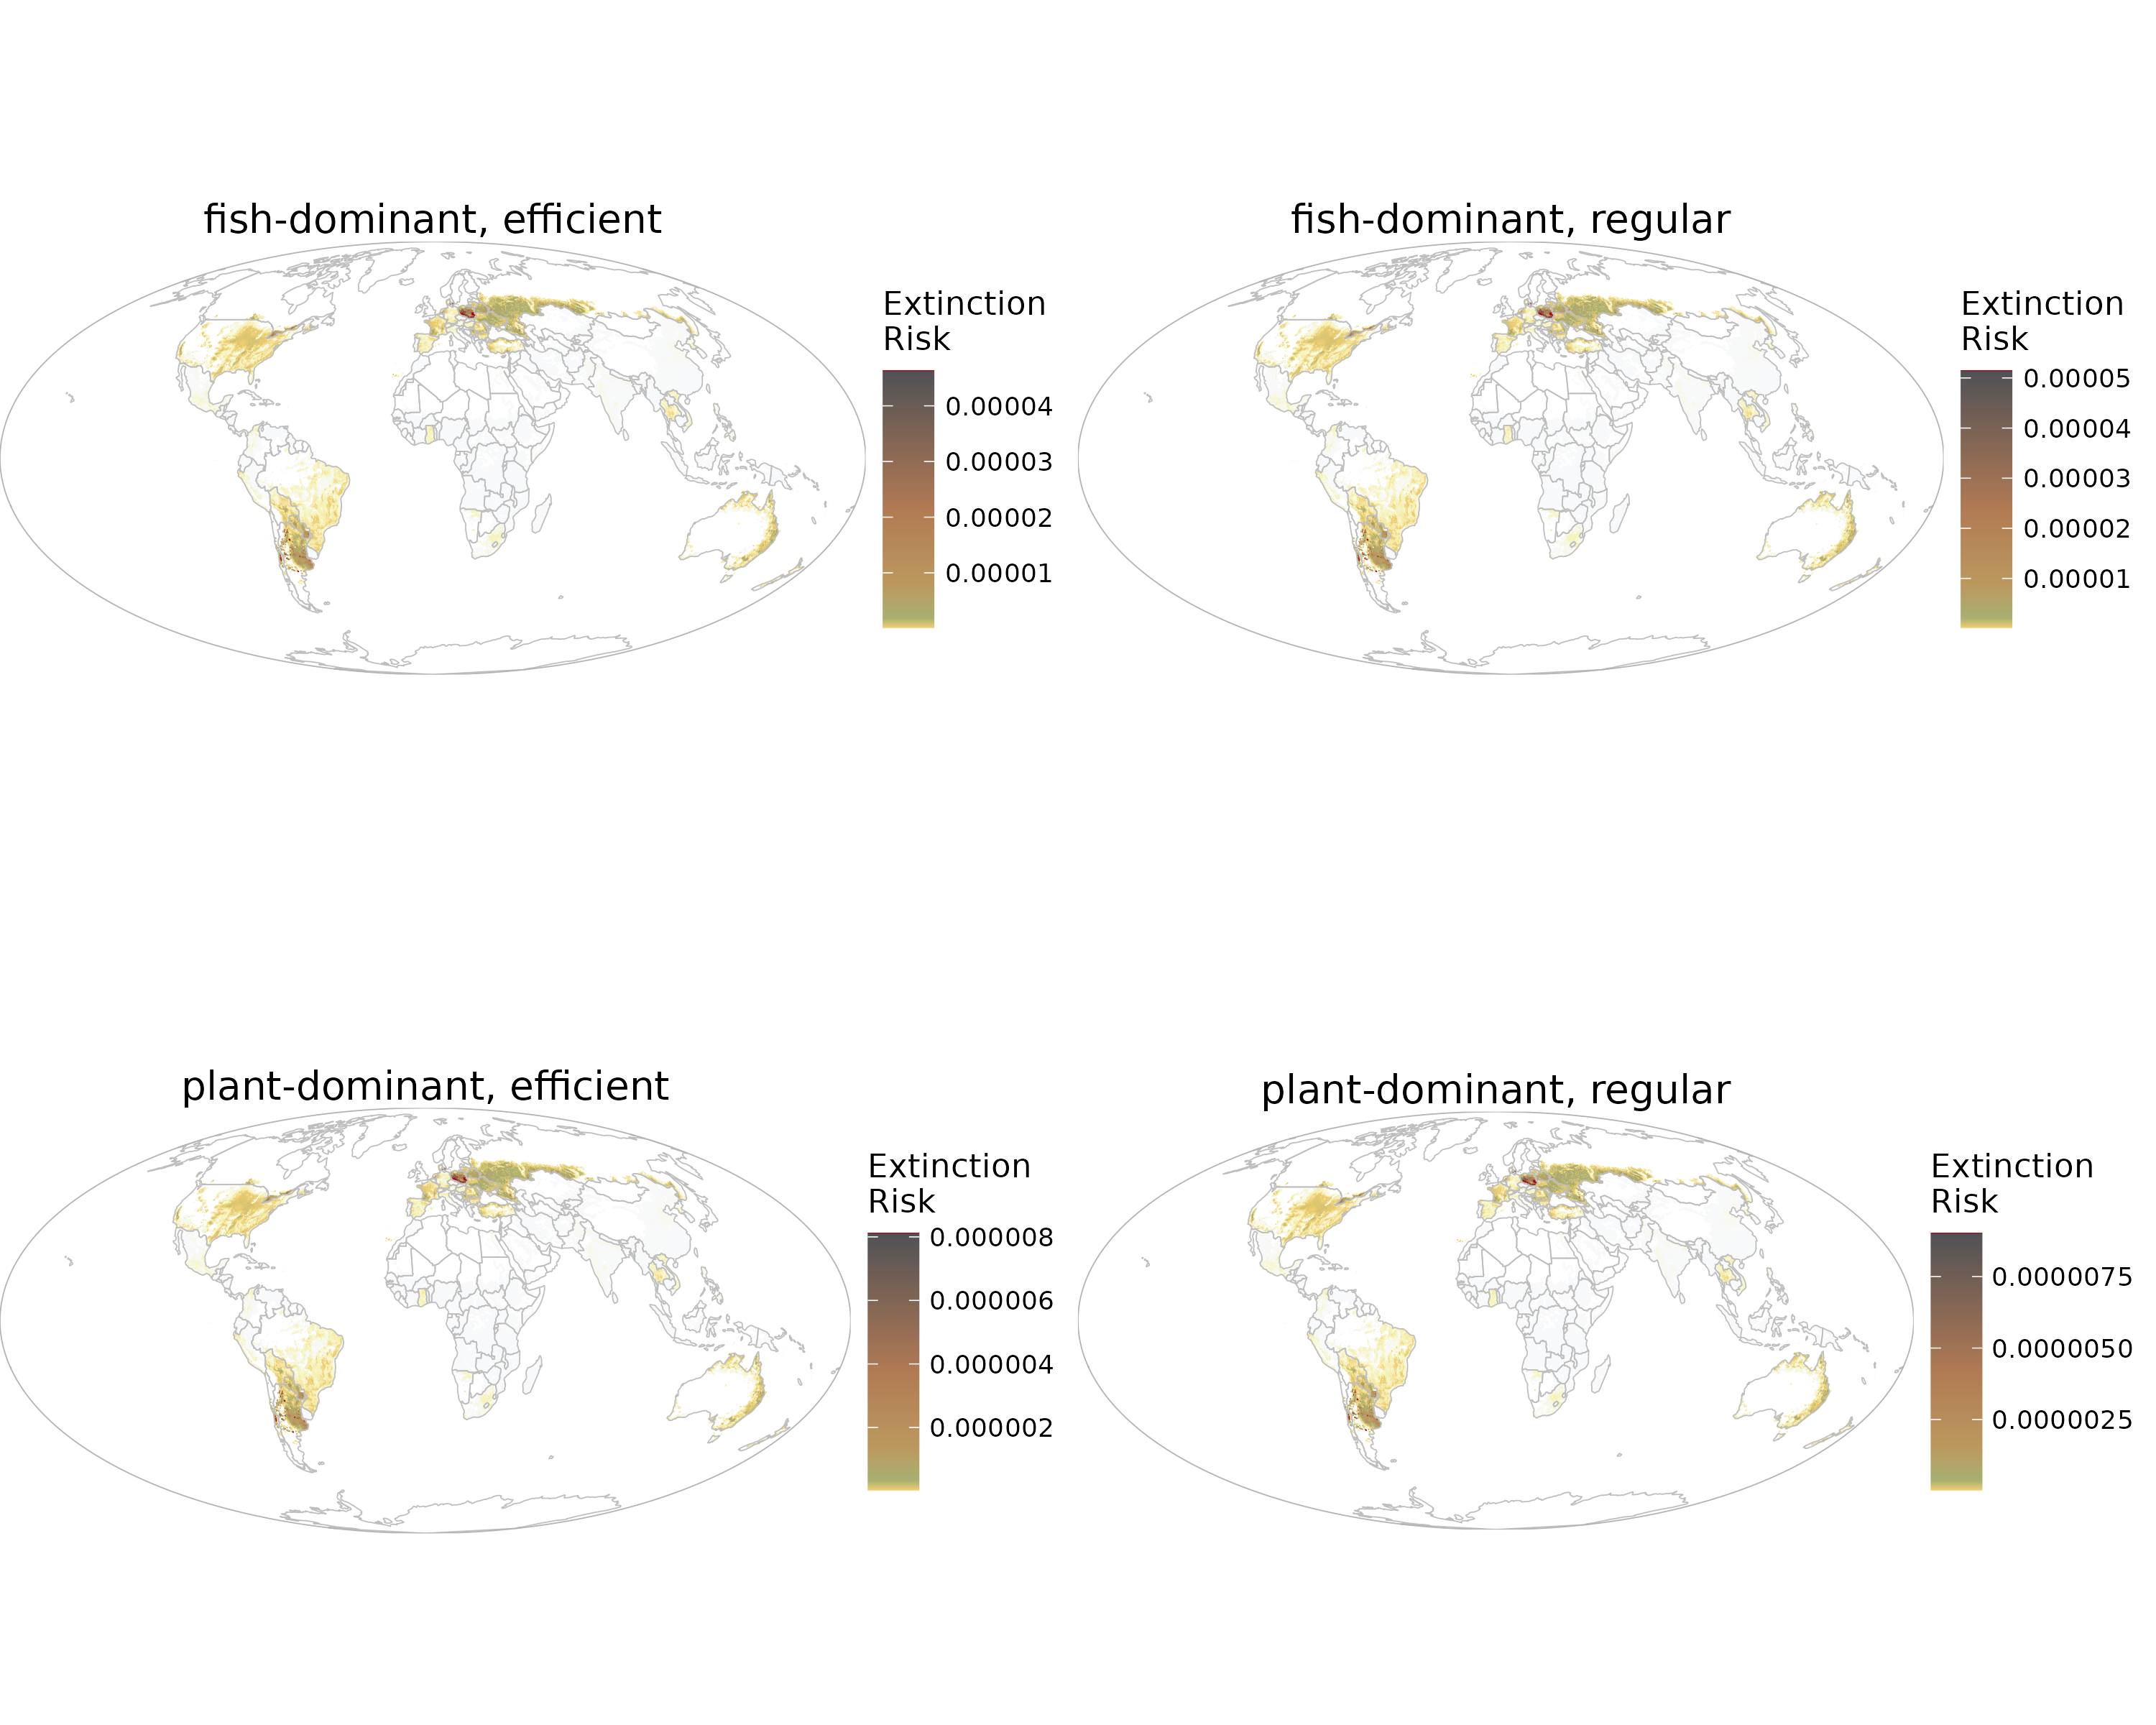 fish-dominant, efficient
Extinction
Risk
0.00004
0.00003
0.00002
0.00001
fish-dominant, regular
Extinction
Risk
0.00005
0.00004
0.00003
0.00002
0.00001
plant-dominant, efficient
Extinction
Risk
0.000008
0.000006
0.000004
0.000002
plant-dominant, regular
Extinction
Risk
0.0000075
0.0000050
0.0000025